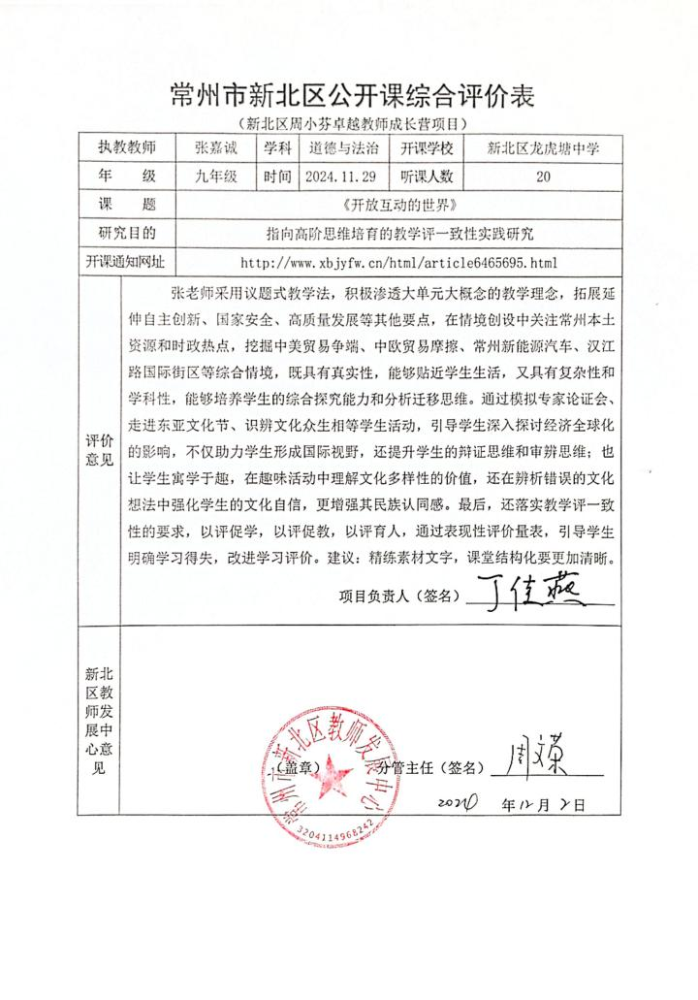 常州市新北区公开课综合评价表
（新北区周小芬卓越教师成长营项目）
执教教师 张嘉诚 学科 道德与法治 开课学校 新北区龙虎塘中学
年 级 九年级 时间 2024.11.29 听课人数 20
课 题 《开放互动的世界》
研究目的 指向高阶思维培育的教学评一致性实践研究
开课通知网址 http://www.xbjyfw.cn/html/article6465695.html
评价
意见
张老师采用议题式教学法，积极渗透大单元大概念的教学理念，拓展延
伸自主创新、国家安全、高质量发展等其他要点，在情境创设中关注常州本土
资源和时政热点，挖掘中美贸易争端、中欧贸易摩擦、常州新能源汽车、汉江
路国际街区等综合情境，既具有真实性，能够贴近学生生活，又具有复杂性和
学科性，能够培养学生的综合探究能力和分析迁移思维。通过模拟专家论证会、
走进东亚文化节、识辨文化众生相等学生活动，引导学生深入探讨经济全球化
的影响，不仅助力学生形成国际视野，还提升学生的辩证思维和审辨思维；也
让学生寓学于趣，在趣味活动中理解文化多样性的价值，还在辨析错误的文化
想法中强化学生的文化自信，更增强其民族认同感。最后，还落实教学评一致
性的要求，以评促学，以评促教，以评育人，通过表现性评价量表，引导学生
明确学习得失，改进学习评价。建议：精练素材文字，课堂结构化要更加清晰。
项目负责人（签名） 丁佳燕
新北
区教
师发
展中
心意
见
常州市新北区教师发展中心
（盖章） 分管主任（签名） 周文荣
3204114968242
年12月2日